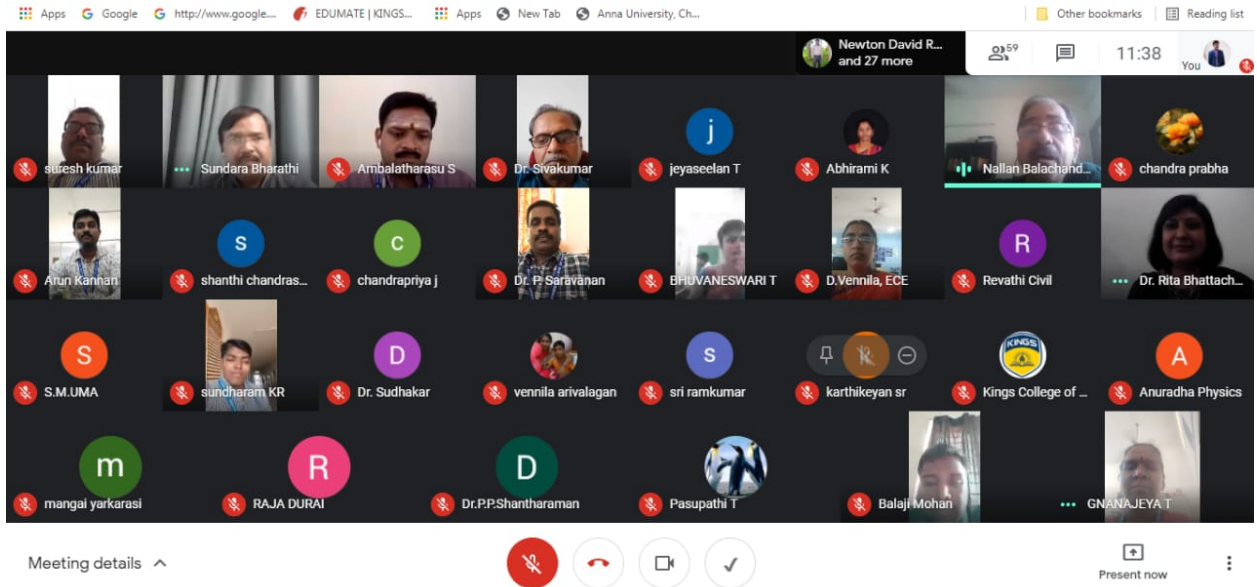 Apps Google http://www.google.... EDUMATE | KINGS... Apps New Tab Anna University, Ch... Other bookmarks Reading list
Newton David R...
and 27 more
59
11:38
You
suresh kumar Sundara Bharathi Ambalatharasu S Dr. Sivakumar jeyaseelan T Abhirami K Nallan Balachand... chandra prabha
j
Arun Kannan shanthi chandras... chandrapriya j Dr. P. Saravanan BHUVANESWARI T D.Vennila, ECE Revathi Civil Dr. Rita Bhattach...
s c R
S.M.UMA sundharam KR Dr. Sudhakar vennila arivalagan sri ramkumar karthikeyan sr Kings College of ... Anuradha Physics
S D s KINGS A
mangai yarkarasi RAJA DURAI Dr.P.P.Shantharaman Pasupathi T Balaji Mohan GNANAJEYA T
m R D
Meeting details
Present now